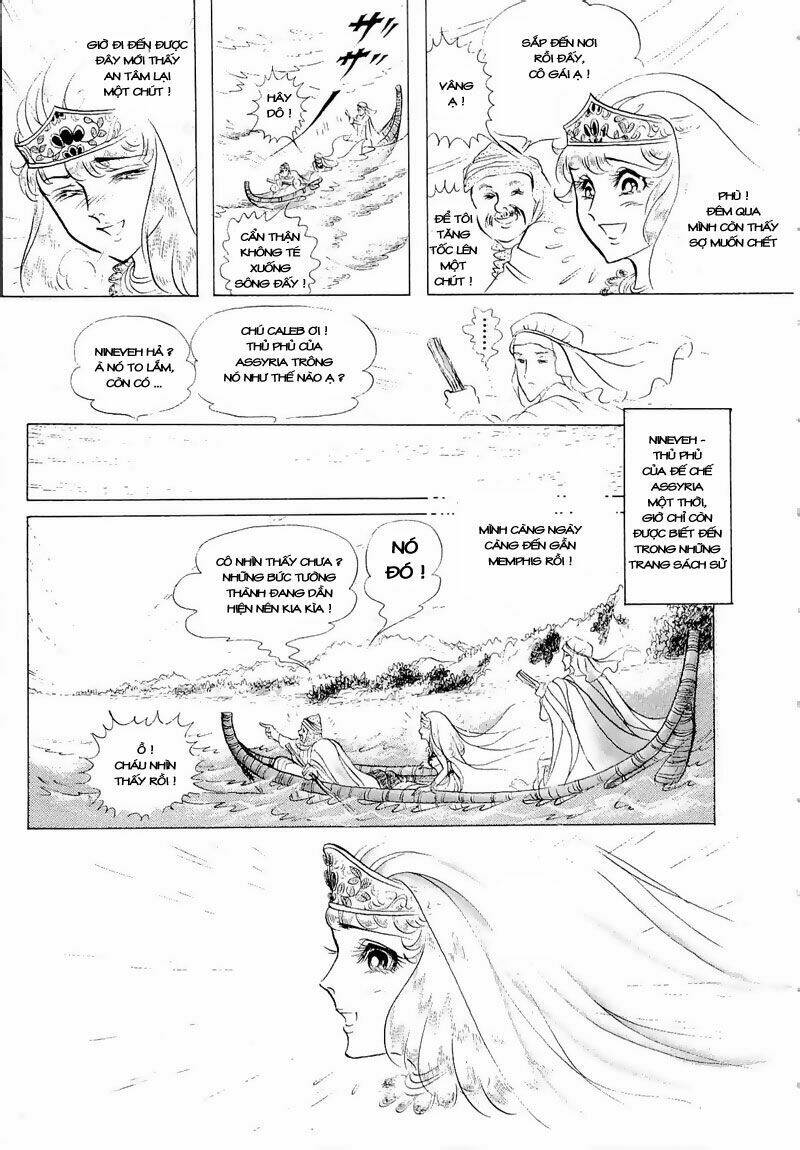 SẮP ĐẾN NƠI
RỒI ĐẤY,
CÔ GÁI Ạ !
VÂNG
Ạ !
PHÙ !
ĐÊM QUA
MÌNH CÒN THẤY
SỢ MUỐN CHẾT
ĐỂ TÔI
TĂNG
TỐC LÊN
MỘT
CHÚT !
ザザザ
HÂY
DÔ !
CẨN THẬN
KHÔNG TÉ
XUỐNG
SÔNG ĐẤY !
GIỜ ĐI ĐẾN ĐƯỢC
ĐÂY MỚI THẤY
AN TÂM LẠI
MỘT CHÚT !
......
CHÚ CALEB ƠI !
THỦ PHỦ CỦA
ASSYRIA TRÔNG
NÓ NHƯ THẾ NÀO Ạ ?
NINEVEH HẢ ?
À NÓ TO LẮM,
CÒN CÓ ...
NINEVEH -
THỦ PHỦ
CỦA ĐẾ CHẾ
ASSYRIA
MỘT THỜI,
GIỜ CHỈ CÒN
ĐƯỢC BIẾT ĐẾN
TRONG NHỮNG
TRANG SÁCH SỬ
MÌNH CÀNG NGÀY
CÀNG ĐẾN GẦN
MEMPHIS RỒI !
NÓ
ĐÓ !
CÔ NHÌN THẤY CHƯA ?
NHỮNG BỨC TƯỜNG
THÀNH ĐANG DẦN
HIỆN NÊN KIA KÌA !
Ồ !
CHÁU NHÌN
THẤY RỒI !